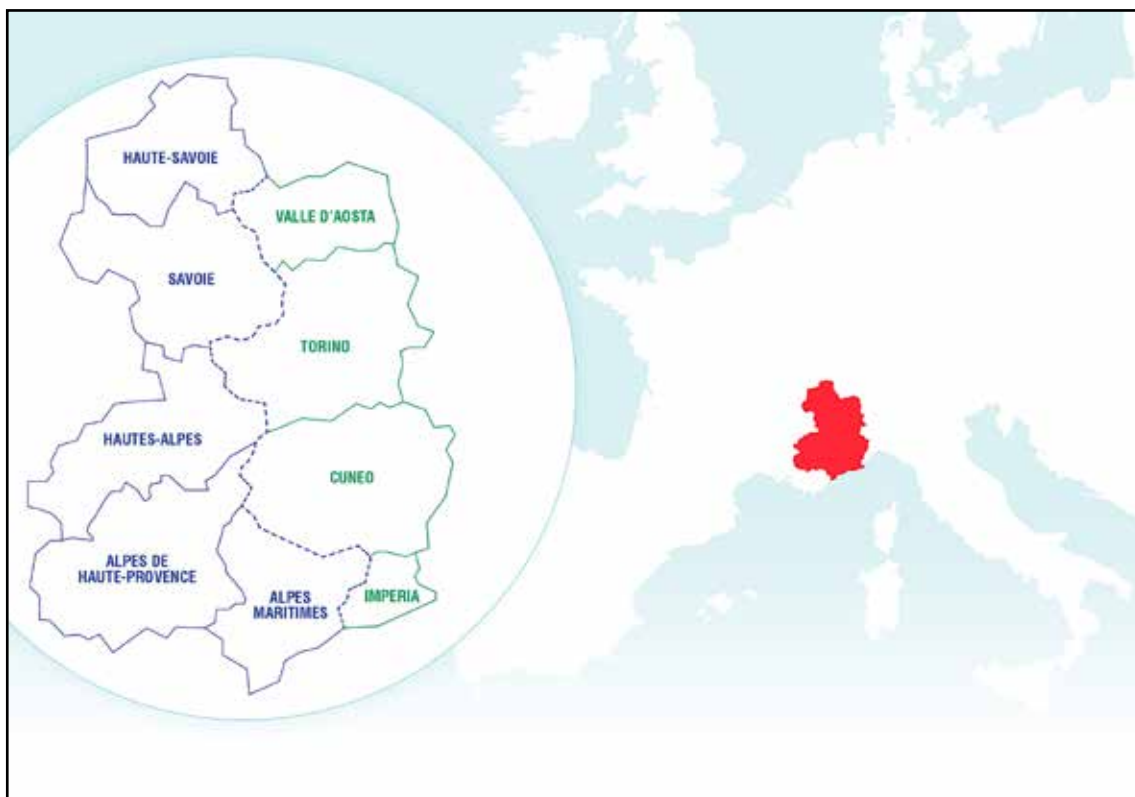 HAUTE-SAVOIE
VALLE D'AOSTA
SAVOIE
TORINO
HAUTES-ALPES
CUNEO
ALPES DE
HAUTE-PROVENCE
ALPES
MARITIMES
IMPERIA